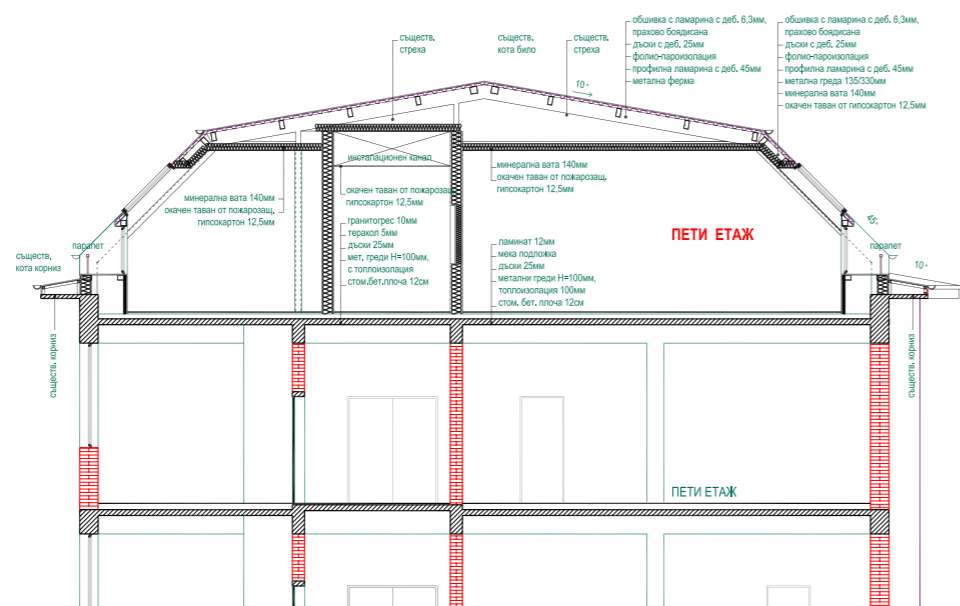 обшивка с ламарина с деб. 6,3мм,
прахово боядисана
дъски с деб. 25мм
фолио-пароизолация
профилна ламарина с деб. 45мм
метална ферма
обшивка с ламарина с деб. 6,3мм,
прахово боядисана
дъски с деб. 25мм
фолио-пароизолация
профилна ламарина с деб. 45мм
метална греда 135/330мм
минерална вата 140мм
окачен таван от гипсокартон 12,5мм
съществ.
стреха
съществ.
кота било
съществ.
стреха
10°
инсталационен канал
минерална вата 140мм
окачен таван от пожарозащ.
гипсокартон 12,5мм
минерална вата 140мм
окачен таван от пожарозащ.
гипсокартон 12,5мм
окачен таван от пожарозащ.
гипсокартон 12,5мм
гранитогрес 10мм
теракол 5мм
дъски 25мм
мет. греди H=100мм,
с топлоизолация
стом.бет.плоча 12см
ламинат 12мм
мека подложка
дъски 25мм
метални греди H=100мм,
топлоизолация 100мм
стом. бет. плоча 12см
ПЕТИ ЕТАЖ
45°
парапет
парапет
съществ.
кота корниз
10°
съществ. корниз
съществ. корниз
ПЕТИ ЕТАЖ